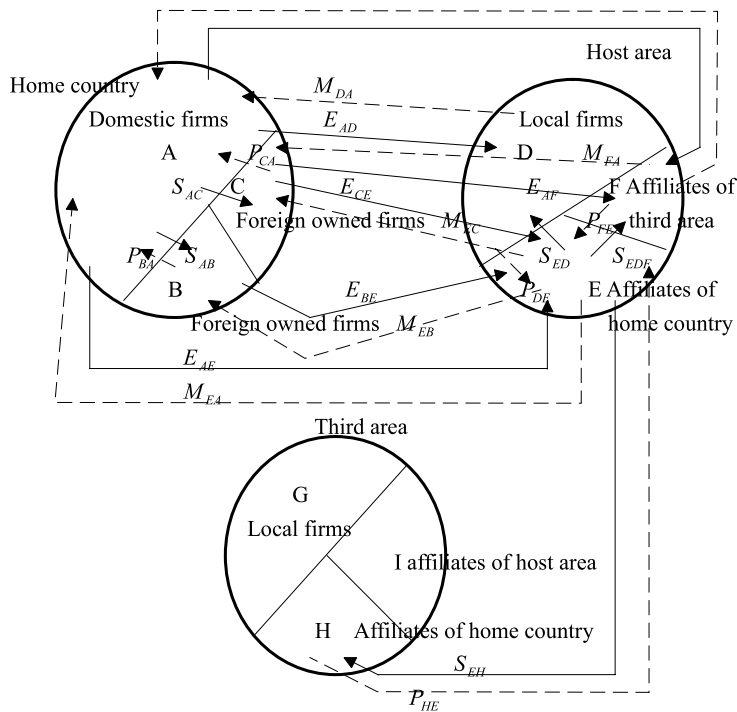 Host area
Home country
M_DA
Domestic firms
E_AD
Local firms
A
P_CA
D
M_FA
S_AC
C
E_CE
E_AF
F Affiliates of
third area
Foreign owned firms
M_EC
P_FE
P_BA
S_AB
S_ED
S_EDF
B
E_BE
P_DE
E Affiliates of
home country
Foreign owned firms
M_EB
E_AE
M_EA
Third area
G
Local firms
I affiliates of host area
H
Affiliates of home country
S_EH
P_HE